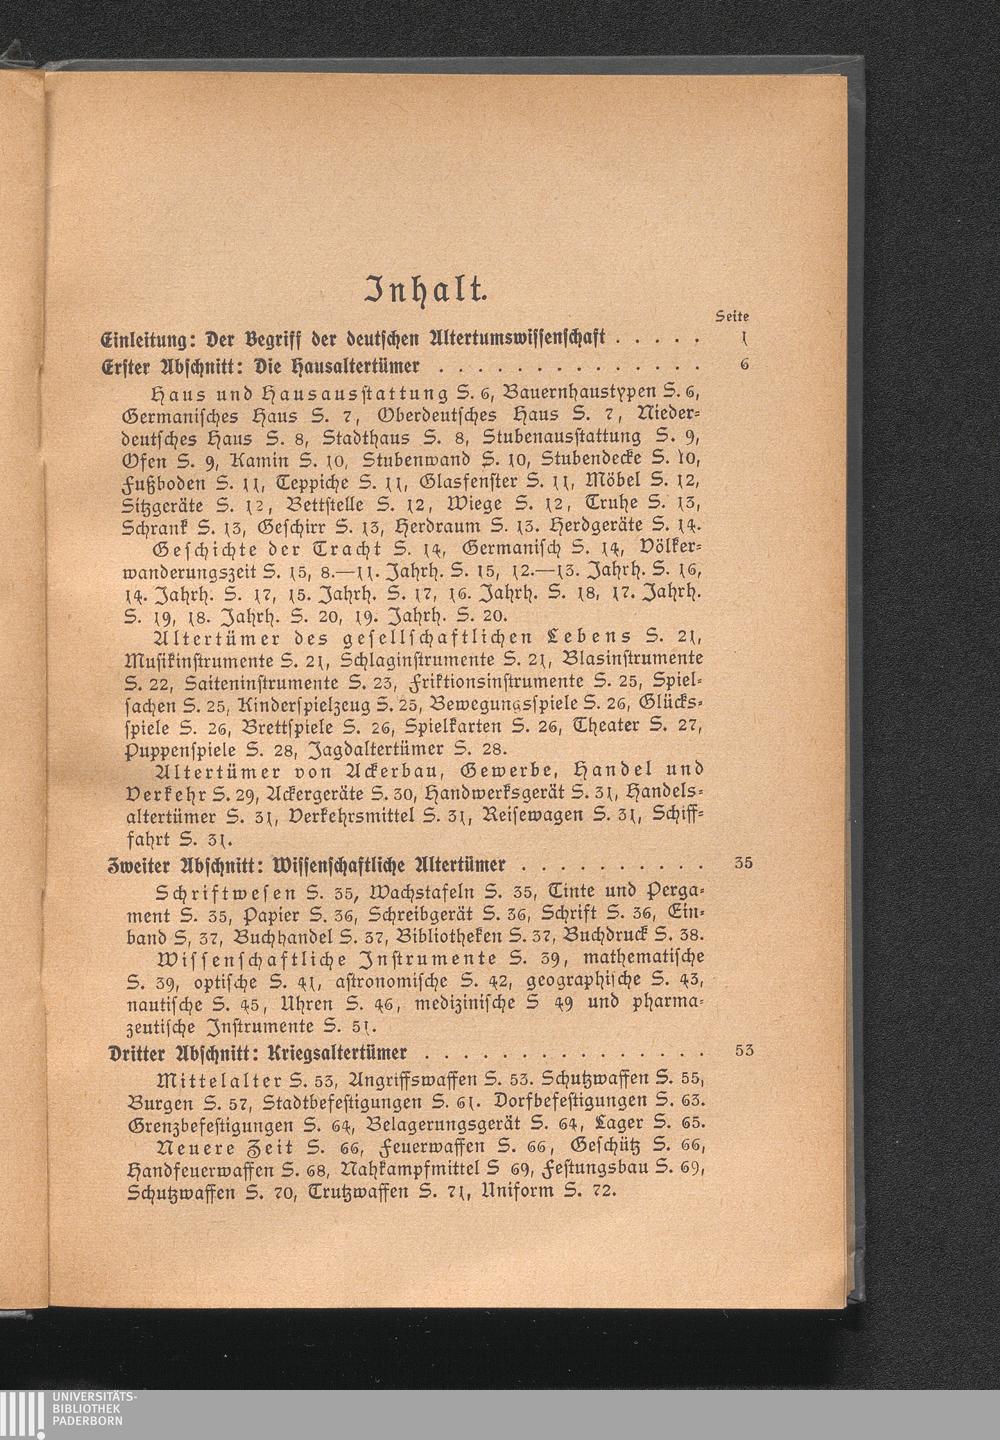 Inhalt.
Seite
Einleitung: Der Begriff der deutschen Altertumswissenschaft . . . . . 1
Erster Abschnitt: Die Hausaltertümer . . . . . . . . . . . . . . 6
Haus und Hausausstattung S. 6, Bauernhaustypen S. 6,
Germanisches Haus S. 7, Oberdeutsches Haus S. 7, Nieder-
deutsches Haus S. 8, Stadthaus S. 8, Stubenausstattung S. 9,
Ofen S. 9, Kamin S. 10, Stubenwand S. 10, Stubendecke S. 10,
Fußboden S. 11, Teppiche S. 11, Glasfenster S. 11, Möbel S. 12,
Sitzgeräte S. 12, Bettstelle S. 12, Wiege S. 12, Truhe S. 13,
Schrank S. 13, Geschirr S. 13, Herdraum S. 13. Herdgeräte S. 14.
Geschichte der Tracht S. 14, Germanisch S. 14, Völker-
wanderungszeit S. 15, 8.—11. Jahrh. S. 15, 12.—13. Jahrh. S. 16,
14. Jahrh. S. 17, 15. Jahrh. S. 17, 16. Jahrh. S. 18, 17. Jahrh.
S. 19, 18. Jahrh. S. 20, 19. Jahrh. S. 20.
Altertümer des gesellschaftlichen Lebens S. 21,
Musikinstrumente S. 21, Schlaginstrumente S. 21, Blasinstrumente
S. 22, Saiteninstrumente S. 23, Friktionsinstrumente S. 25, Spiel-
sachen S. 25, Kinderspielzeug S. 25, Bewegungsspiele S. 26, Glücks-
spiele S. 26, Brettspiele S. 26, Spielkarten S. 26, Theater S. 27,
Puppenspiele S. 28, Jagdaltertümer S. 28.
Altertümer von Ackerbau, Gewerbe, Handel und
Verkehr S. 29, Ackergeräte S. 30, Handwerksgerät S. 31, Handels-
altertümer S. 31, Verkehrsmittel S. 31, Reisewagen S. 31, Schiff-
fahrt S. 31.
Zweiter Abschnitt: Wissenschaftliche Altertümer . . . . . . . . . . 35
Schriftwesen S. 35, Wachstafeln S. 35, Tinte und Perga-
ment S. 35, Papier S. 36, Schreibgerät S. 36, Schrift S. 36, Ein-
band S, 37, Buchhandel S. 37, Bibliotheken S. 37, Buchdruck S. 38.
Wissenschaftliche Instrumente S. 39, mathematische
S. 39, optische S. 41, astronomische S. 42, geographische S. 43,
nautische S. 45, Uhren S. 46, medizinische S 49 und pharma-
zeutische Instrumente S. 51.
Dritter Abschnitt: Kriegsaltertümer . . . . . . . . . . . . . . . 53
Mittelalter S. 53, Angriffswaffen S. 53. Schutzwaffen S. 55,
Burgen S. 57, Stadtbefestigungen S. 61. Dorfbefestigungen S. 63.
Grenzbefestigungen S. 64, Belagerungsgerät S. 64, Lager S. 65.
Neuere Zeit S. 66, Feuerwaffen S. 66, Geschütz S. 66,
Handfeuerwaffen S. 68, Nahkampfmittel S 69, Festungsbau S. 69,
Schutzwaffen S. 70, Trutzwaffen S. 71, Uniform S. 72.
UNIVERSITÄTS-
BIBLIOTHEK
PADERBORN